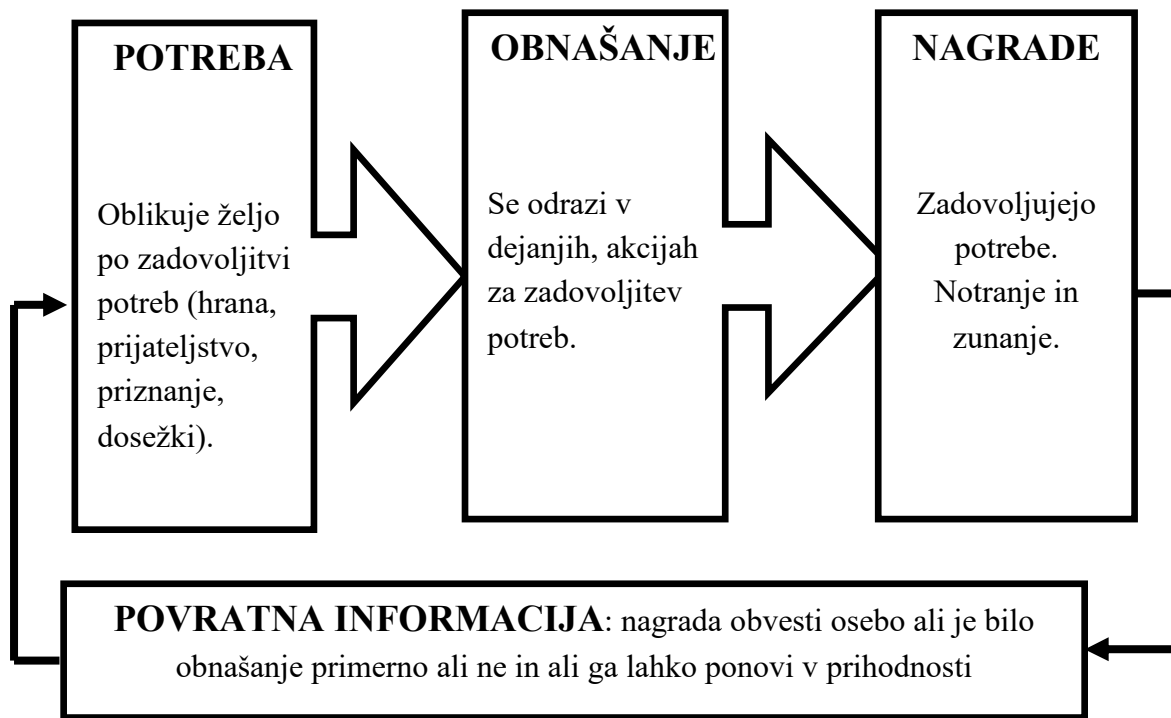 POTREBA
Oblikuje željo
po zadovoljitvi
potreb (hrana,
prijateljstvo,
priznanje,
dosežki).
OBNAŠANJE
Se odrazi v
dejanjih, akcijah
za zadovoljitev
potreb.
NAGRADE
Zadovoljujejo
potrebe.
Notranje in
zunanje.
POVRATNA INFORMACIJA: nagrada obvesti osebo ali je bilo
obnašanje primerno ali ne in ali ga lahko ponovi v prihodnosti